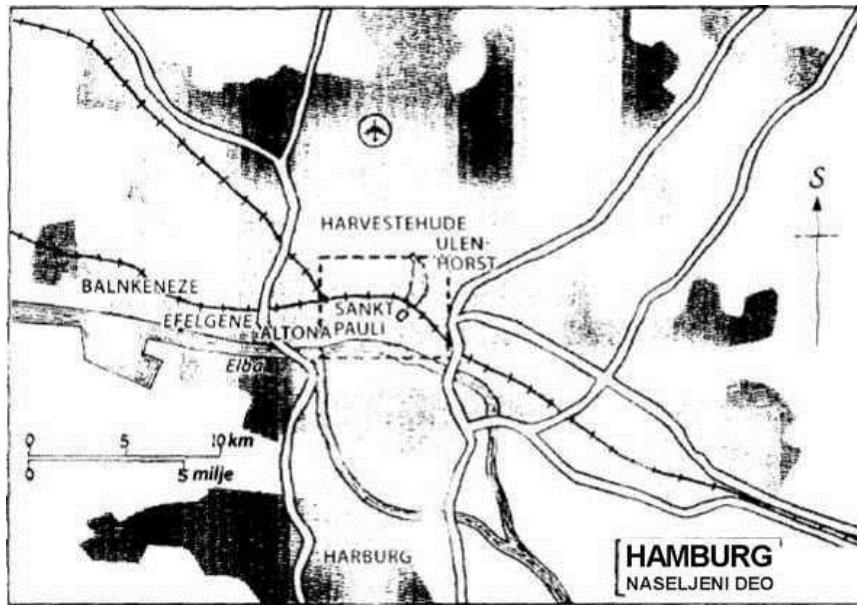 HARVESTEHUDE
ULEN-
HORST
S
BALNKENEZE
EFELGENE
SANKT
PAULI
ALTONA
Elba
0 5 10 km
0 5 milje
HARBURG
HAMBURG
NASELJENI DEO